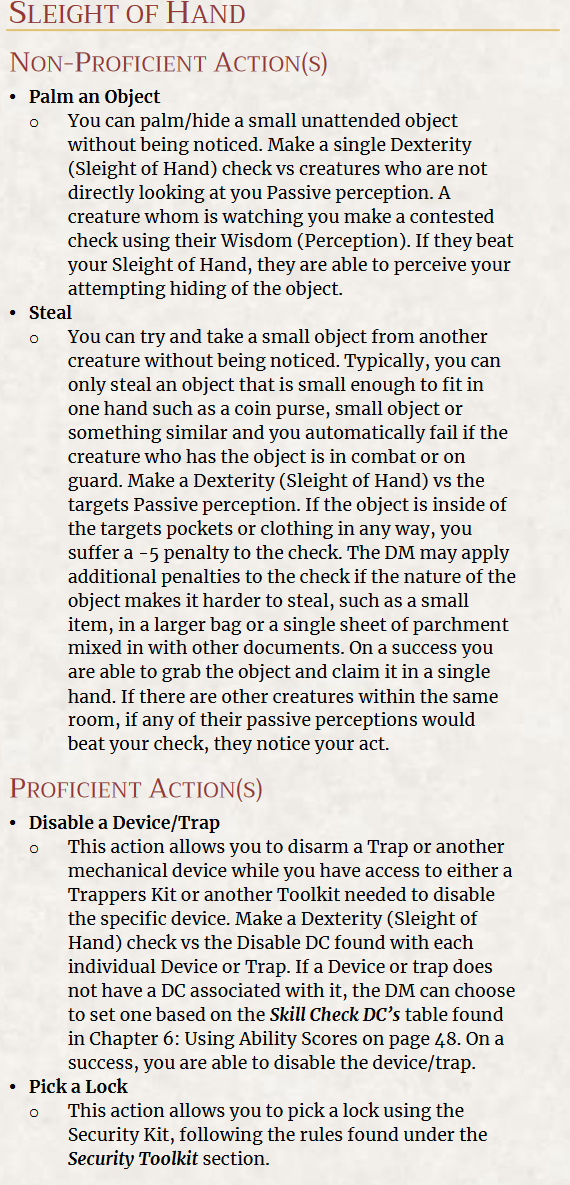 SLEIGHT OF HAND
NON-PROFICIENT ACTION(S)
• Palm an Object
o You can palm/hide a small unattended object
without being noticed. Make a single Dexterity
(Sleight of Hand) check vs creatures who are not
directly looking at you Passive perception. A
creature whom is watching you make a contested
check using their Wisdom (Perception). If they beat
your Sleight of Hand, they are able to perceive your
attempting hiding of the object.
• Steal
o You can try and take a small object from another
creature without being noticed. Typically, you can
only steal an object that is small enough to fit in
one hand such as a coin purse, small object or
something similar and you automatically fail if the
creature who has the object is in combat or on
guard. Make a Dexterity (Sleight of Hand) vs the
targets Passive perception. If the object is inside of
the targets pockets or clothing in any way, you
suffer a -5 penalty to the check. The DM may apply
additional penalties to the check if the nature of the
object makes it harder to steal, such as a small
item, in a larger bag or a single sheet of parchment
mixed in with other documents. On a success you
are able to grab the object and claim it in a single
hand. If there are other creatures within the same
room, if any of their passive perceptions would
beat your check, they notice your act.
PROFICIENT ACTION(S)
• Disable a Device/Trap
o This action allows you to disarm a Trap or another
mechanical device while you have access to either a
Trappers Kit or another Toolkit needed to disable
the specific device. Make a Dexterity (Sleight of
Hand) check vs the Disable DC found with each
individual Device or Trap. If a Device or trap does
not have a DC associated with it, the DM can choose
to set one based on the Skill Check DC's table found
in Chapter 6: Using Ability Scores on page 48. On a
success, you are able to disable the device/trap.
• Pick a Lock
o This action allows you to pick a lock using the
Security Kit, following the rules found under the
Security Toolkit section.